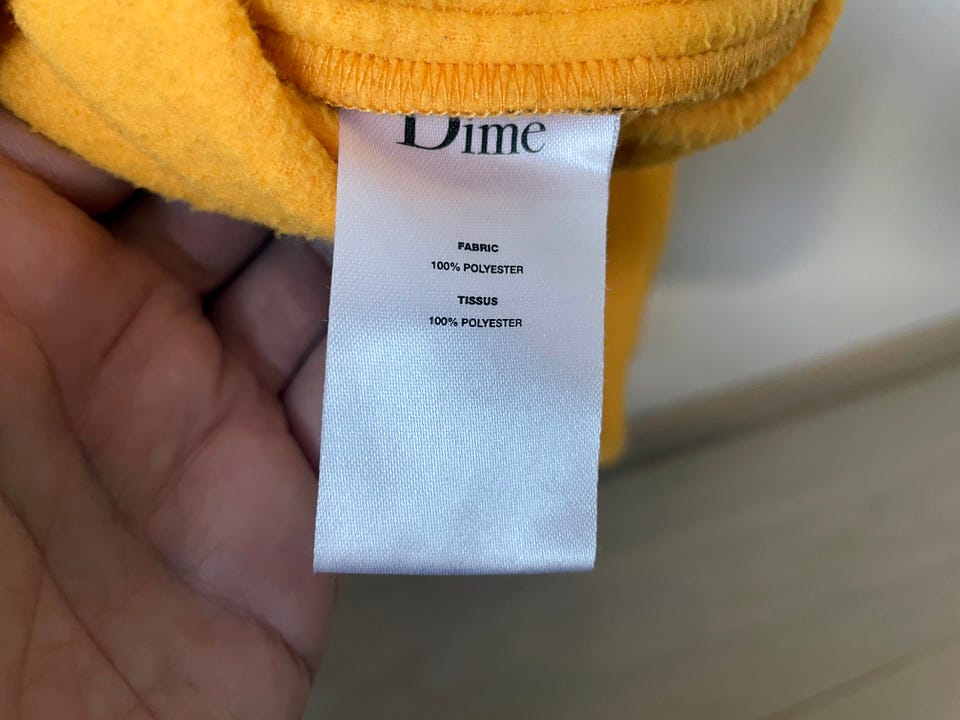 Dime
FABRIC
100% POLYESTER
TISSUS
100% POLYESTER